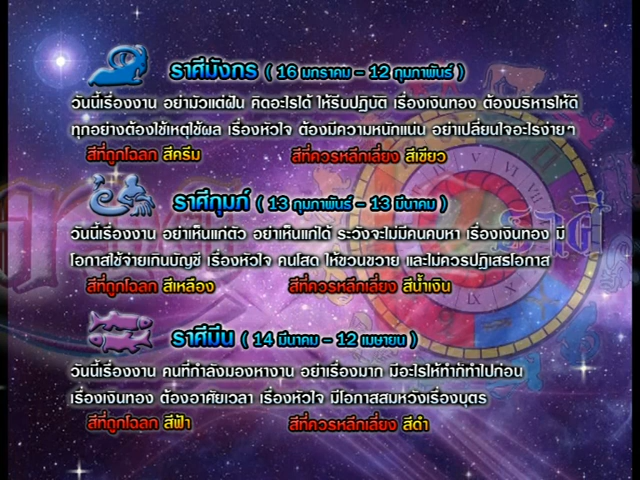 ราศีมังกร ( 16 มกราคม – 12 กุมภาพันธ์ )
วันนี้เรื่องงาน อย่ามัวแต่ฝัน คิดอะไรได้ ให้รีบปฏิบัติ เรื่องเงินทอง ต้องบริหารให้ดี
ทุกอย่างต้องใช้เหตุใช้ผล เรื่องหัวใจ ต้องมีความหนักแน่น อย่าเปลี่ยนใจอะไรง่ายๆ
สีที่ถูกโฉลก สีครีม สีที่ควรหลีกเลี่ยง สีเขียว
ราศีกุมภ์ ( 13 กุมภาพันธ์ – 13 มีนาคม )
วันนี้เรื่องงาน อย่าเห็นแก่ตัว อย่าเห็นแก่ได้ ระวังจะไม่มีคนคบหา เรื่องเงินทอง มี
โอกาสใช้จ่ายเกินบัญชี เรื่องหัวใจ คนโสด ให้ขวนขวาย และไม่ควรปฏิเสธโอกาส
สีที่ถูกโฉลก สีเหลือง สีที่ควรหลีกเลี่ยง สีน้ำเงิน
ราศีมีน ( 14 มีนาคม – 12 เมษายน )
วันนี้เรื่องงาน คนที่กำลังมองหางาน อย่าเรื่องมาก มีอะไรให้ทำก็ทำไปก่อน
เรื่องเงินทอง ต้องอาศัยเวลา เรื่องหัวใจ มีโอกาสสมหวังเรื่องบุตร
สีที่ถูกโฉลก สีฟ้า สีที่ควรหลีกเลี่ยง สีดำ
ราศี